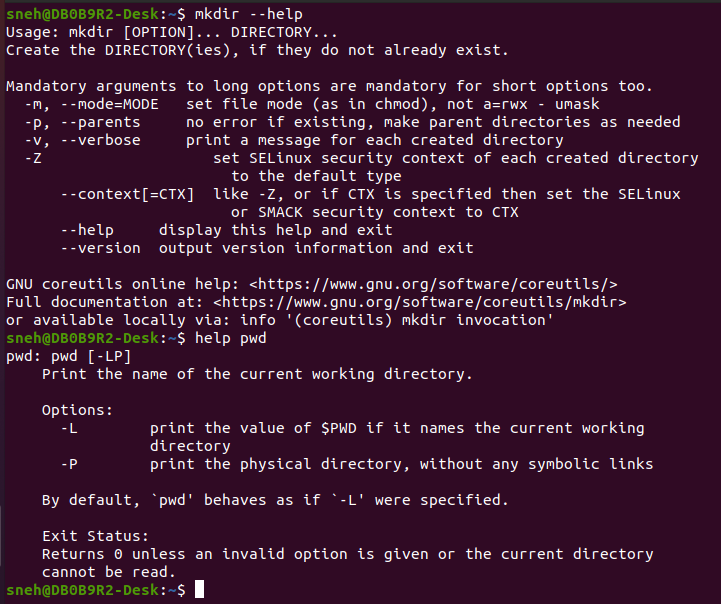 sneh@DB0B9R2-Desk:~$ mkdir --help
Usage: mkdir [OPTION]... DIRECTORY...
Create the DIRECTORY(ies), if they do not already exist.

Mandatory arguments to long options are mandatory for short options too.
  -m, --mode=MODE   set file mode (as in chmod), not a=rwx - umask
  -p, --parents     no error if existing, make parent directories as needed
  -v, --verbose     print a message for each created directory
  -Z                   set SELinux security context of each created directory
                         to the default type
      --context[=CTX]  like -Z, or if CTX is specified then set the SELinux
                         or SMACK security context to CTX
      --help     display this help and exit
      --version  output version information and exit

GNU coreutils online help: <https://www.gnu.org/software/coreutils/>
Full documentation at: <https://www.gnu.org/software/coreutils/mkdir>
or available locally via: info '(coreutils) mkdir invocation'
sneh@DB0B9R2-Desk:~$ help pwd
pwd: pwd [-LP]
    Print the name of the current working directory.

    Options:
      -L        print the value of $PWD if it names the current working
                directory
      -P        print the physical directory, without any symbolic links

    By default, `pwd' behaves as if `-L' were specified.

    Exit Status:
    Returns 0 unless an invalid option is given or the current directory
    cannot be read.
sneh@DB0B9R2-Desk:~$